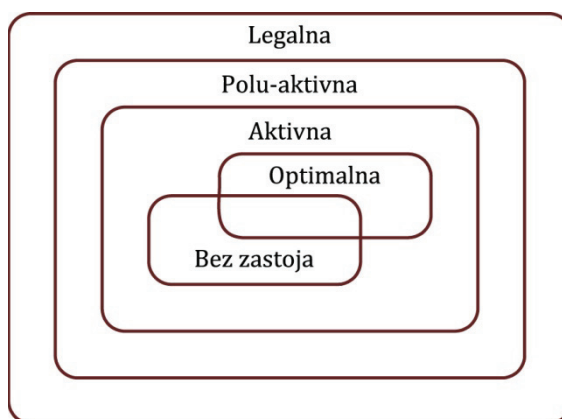 Legalna
Polu-aktivna
Aktivna
Optimalna
Bez zastoja